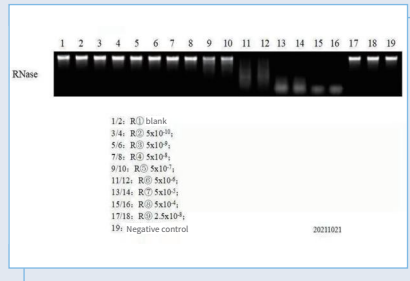 1 2 3 4 5 6 7 8 9 10 11 12 13 14 15 16 17 18 19
RNase
1/2: R① blank
3/4: R② 5x10-10;
5/6: R③ 5x10-9;
7/8: R④ 5x10-8;
9/10: R⑤ 5x10-7;
11/12: R⑥ 5x10-6;
13/14: R⑦ 5x10-5;
15/16: R⑧ 5x10-4;
17/18: R⑨ 2.5x10-8;
19: Negative control 20211021